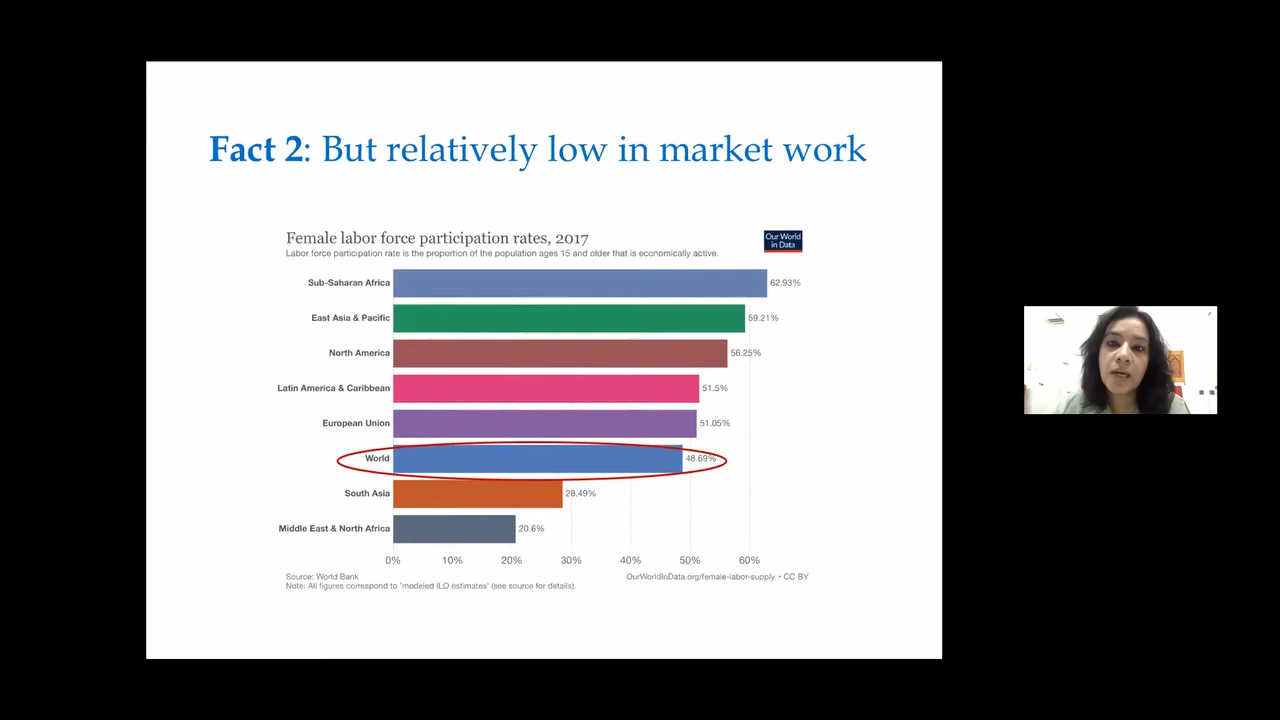 Fact 2: But relatively low in market work
Female labor force participation rates, 2017
Labor force participation rate is the proportion of the population ages 15 and older that is economically active.
Our World
in Data
Sub-Saharan Africa 62.93%
East Asia & Pacific 59.21%
North America 56.25%
Latin America & Caribbean 51.5%
European Union 51.05%
World 48.69%
South Asia 28.49%
Middle East & North Africa 20.6%
0% 10% 20% 30% 40% 50% 60%
Source: World Bank OurWorldInData.org/female-labor-supply • CC BY
Note: All figures correspond to 'modeled ILO estimates' (see source for details).